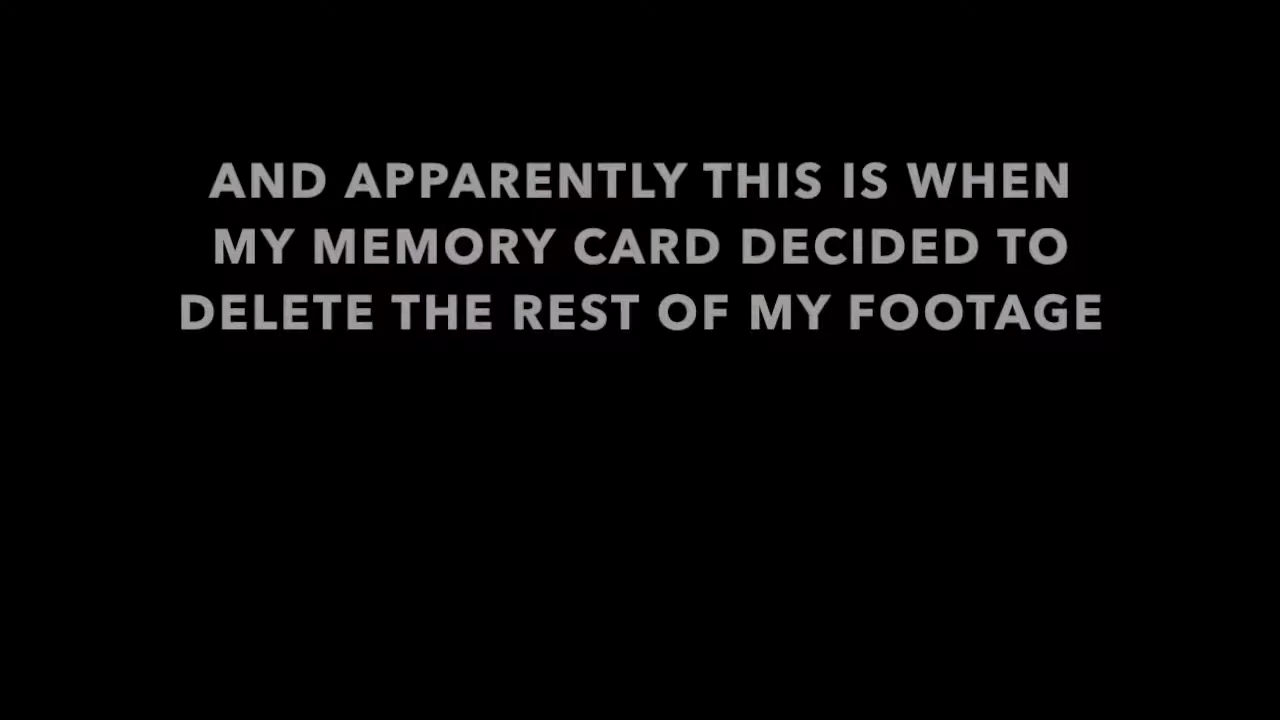 AND APPARENTLY THIS IS WHEN
MY MEMORY CARD DECIDED TO
DELETE THE REST OF MY FOOTAGE